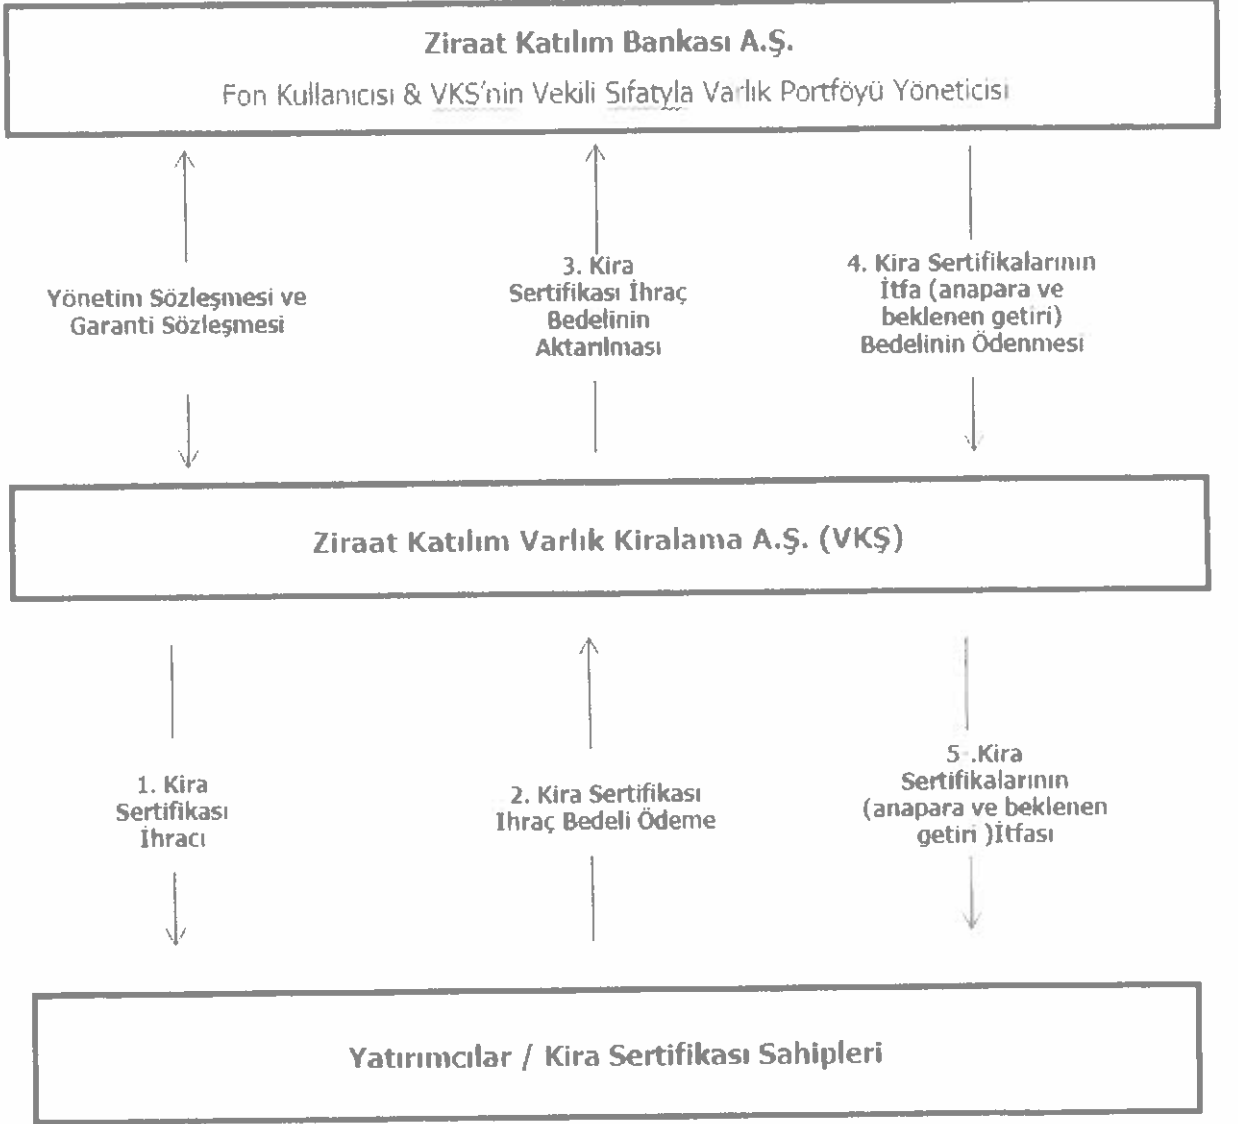 Ziraat Katılım Bankası A.Ş.
Fon Kullanıcısı & VKŞ'nin Vekili Sıfatyla Varlık Portföyü Yöneticisi
Yönetim Sözleşmesi ve
Garanti Sözleşmesi
3. Kira
Sertifikası İhraç
Bedelinin
Aktarılması
4. Kira Sertifikalarının
İtfa (anapara ve
beklenen getiri)
Bedelinin Ödenmesi
Ziraat Katılım Varlık Kiralama A.Ş. (VKŞ)
1. Kira
Sertifikası
İhracı
2. Kira Sertifikası
İhraç Bedeli Ödeme
5 .Kira
Sertifikalarının
(anapara ve beklenen
getiri )İtfası
Yatırımcılar / Kira Sertifikası Sahipleri